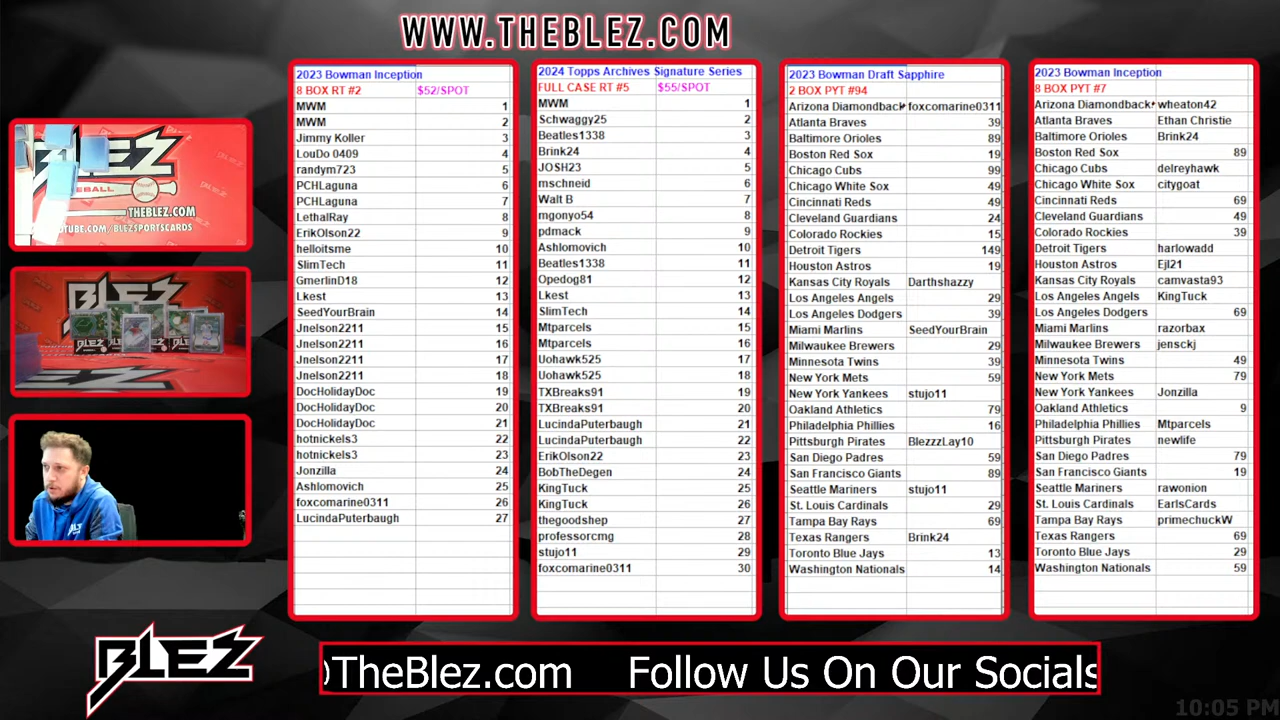 WWW.THEBLEZ.COM
BLEZ
BASEBALL
THEBLEZ.COM
BLEZ
BLEZ
TheBlez.com Follow Us On Our Socials
10:05 PM
2023 Bowman Inception
8 BOX RT #2 $52/SPOT
MWM 1
MWM 2
Jimmy Koller 3
LouDo 0409 4
randym723 5
PCHLaguna 6
PCHLaguna 7
LethalRay 8
ErikOlson22 9
helloitsme 10
SlimTech 11
GmerlinD18 12
Lkest 13
SeedYourBrain 14
Jnelson2211 15
Jnelson2211 16
Jnelson2211 17
Jnelson2211 18
DocHolidayDoc 19
DocHolidayDoc 20
DocHolidayDoc 21
hotnickels3 22
hotnickels3 23
Jonzilla 24
Ashlomovich 25
foxcomarine0311 26
LucindaPuterbaugh 27
2024 Topps Archives Signature Series
FULL CASE RT #5 $55/SPOT
MWM 1
Schwaggy25 2
Beatles1338 3
Brink24 4
JOSH23 5
mschneid 6
Walt B 7
mgonyo54 8
pdmack 9
Ashlomovich 10
Beatles1338 11
Opedog81 12
Lkest 13
SlimTech 14
Mtparcels 15
Mtparcels 16
Uohawk525 17
Uohawk525 18
TXBreaks91 19
TXBreaks91 20
LucindaPuterbaugh 21
LucindaPuterbaugh 22
ErikOlson22 23
BobTheDegen 24
KingTuck 25
KingTuck 26
thegoodshep 27
professorcmg 28
stujo11 29
foxcomarine0311 30
2023 Bowman Draft Sapphire
2 BOX PYT #94
Arizona Diamondback foxcomarine0311
Atlanta Braves 39
Baltimore Orioles 89
Boston Red Sox 19
Chicago Cubs 99
Chicago White Sox 49
Cincinnati Reds 49
Cleveland Guardians 24
Colorado Rockies 15
Detroit Tigers 149
Houston Astros 19
Kansas City Royals Darthshazzy
Los Angeles Angels 29
Los Angeles Dodgers 39
Miami Marlins SeedYourBrain
Milwaukee Brewers 29
Minnesota Twins 39
New York Mets 59
New York Yankees stujo11
Oakland Athletics 79
Philadelphia Phillies 16
Pittsburgh Pirates BlezzzLay10
San Diego Padres 59
San Francisco Giants 89
Seattle Mariners stujo11
St. Louis Cardinals 29
Tampa Bay Rays 69
Texas Rangers Brink24
Toronto Blue Jays 13
Washington Nationals 14
2023 Bowman Inception
8 BOX PYT #7
Arizona Diamondback wheaton42
Atlanta Braves Ethan Christie
Baltimore Orioles Brink24
Boston Red Sox 89
Chicago Cubs delreyhawk
Chicago White Sox citygoat
Cincinnati Reds 69
Cleveland Guardians 49
Colorado Rockies 39
Detroit Tigers harlowadd
Houston Astros Ejl21
Kansas City Royals camvasta93
Los Angeles Angels KingTuck
Los Angeles Dodgers 69
Miami Marlins razorbax
Milwaukee Brewers jensckj
Minnesota Twins 49
New York Mets 79
New York Yankees Jonzilla
Oakland Athletics 9
Philadelphia Phillies Mtparcels
Pittsburgh Pirates newlife
San Diego Padres 79
San Francisco Giants 19
Seattle Mariners rawonion
St. Louis Cardinals EarlsCards
Tampa Bay Rays primechuckW
Texas Rangers 69
Toronto Blue Jays 29
Washington Nationals 59